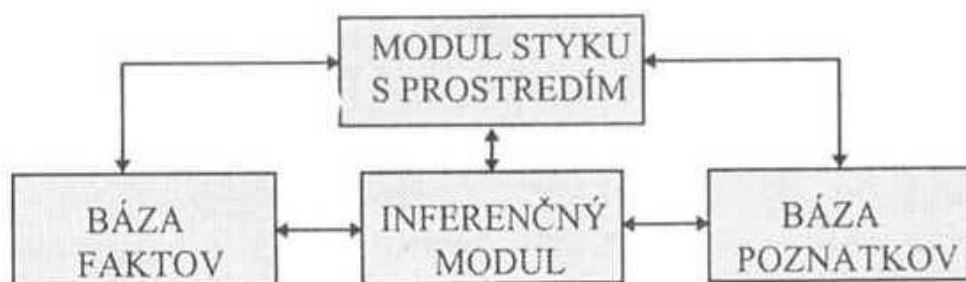 MODUL STYKU
S PROSTREDÍM
BÁZA
FAKTOV
INFERENČNÝ
MODUL
BÁZA
POZNATKOV